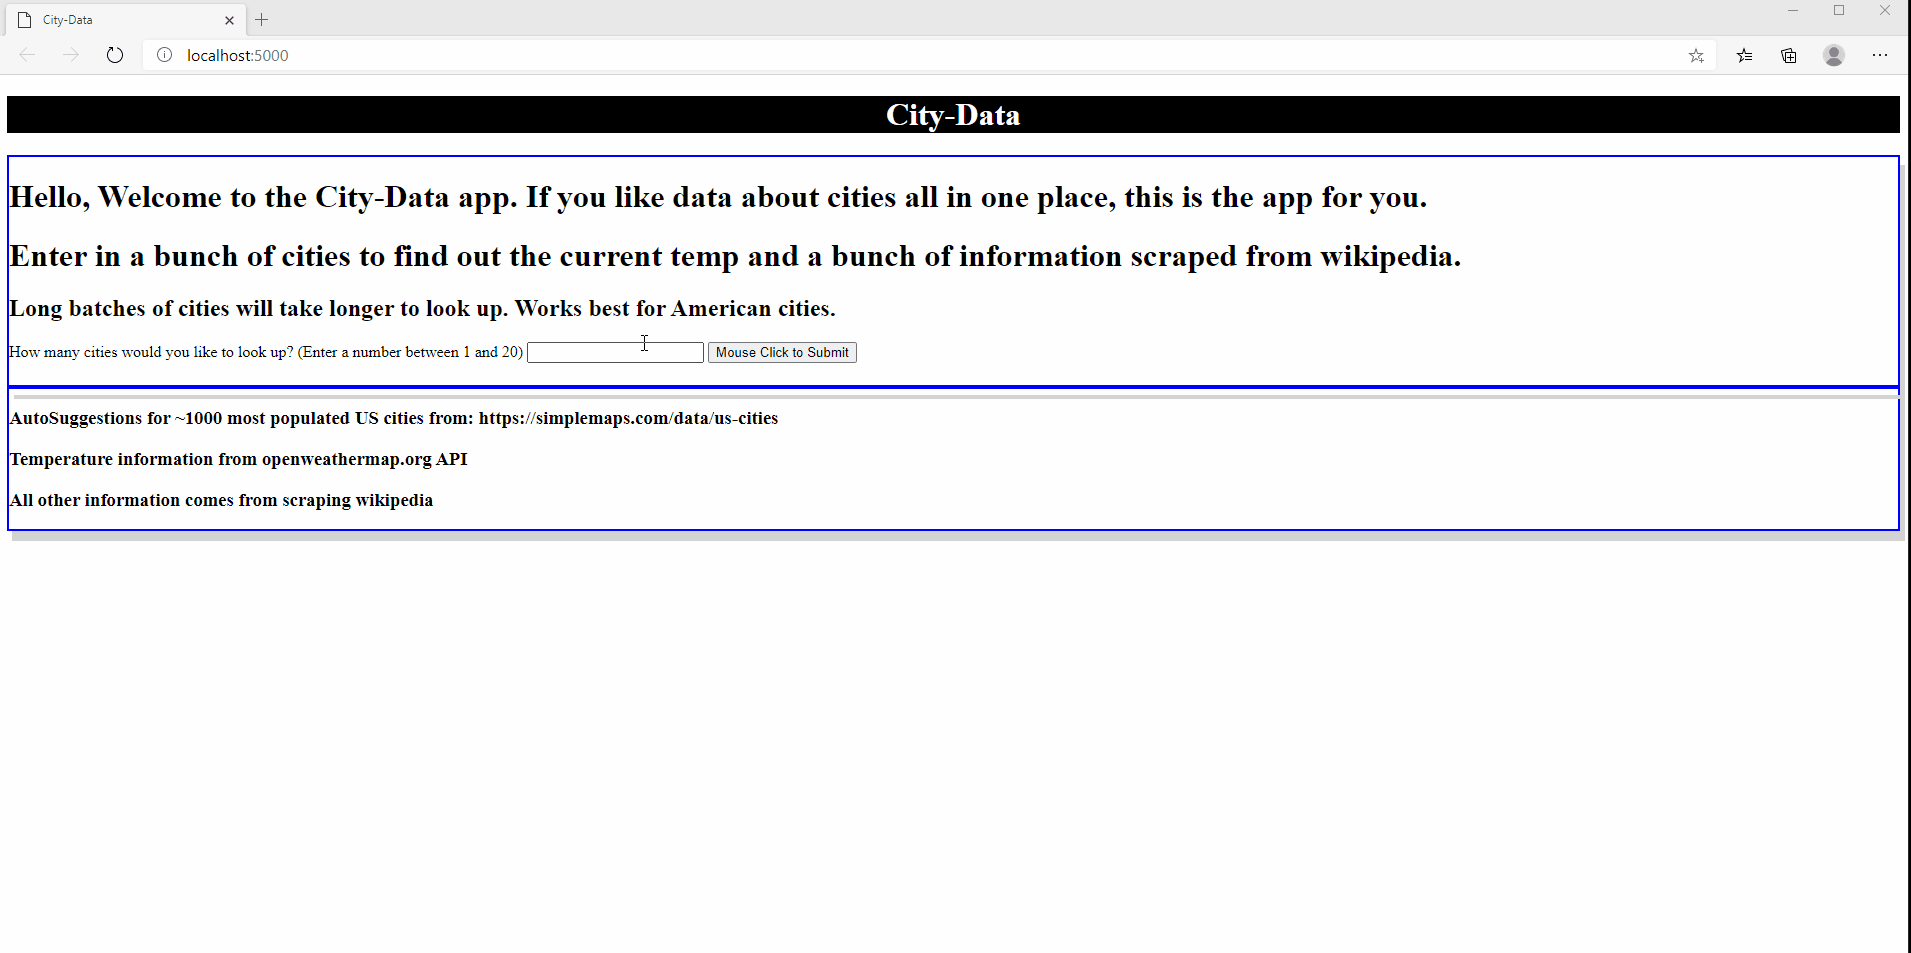 City-Data
localhost:5000
City-Data
Hello, Welcome to the City-Data app. If you like data about cities all in one place, this is the app for you.
Enter in a bunch of cities to find out the current temp and a bunch of information scraped from wikipedia.
Long batches of cities will take longer to look up. Works best for American cities.
How many cities would you like to look up? (Enter a number between 1 and 20) Mouse Click to Submit
AutoSuggestions for ~1000 most populated US cities from: https://simplemaps.com/data/us-cities
Temperature information from openweathermap.org API
All other information comes from scraping wikipedia